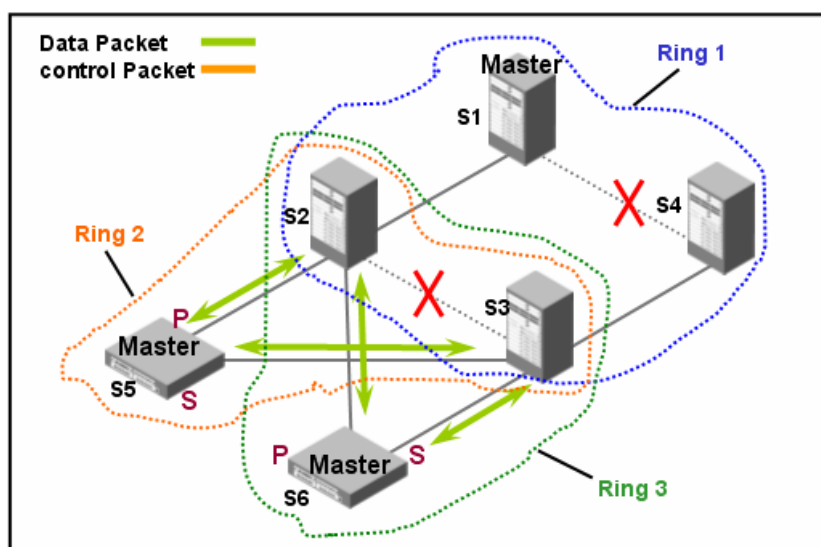 Data Packet
control Packet
Master
Ring 1
S1
S2
S4
Ring 2
S3
P
Master
S5
S
P
Master
S
S6
Ring 3